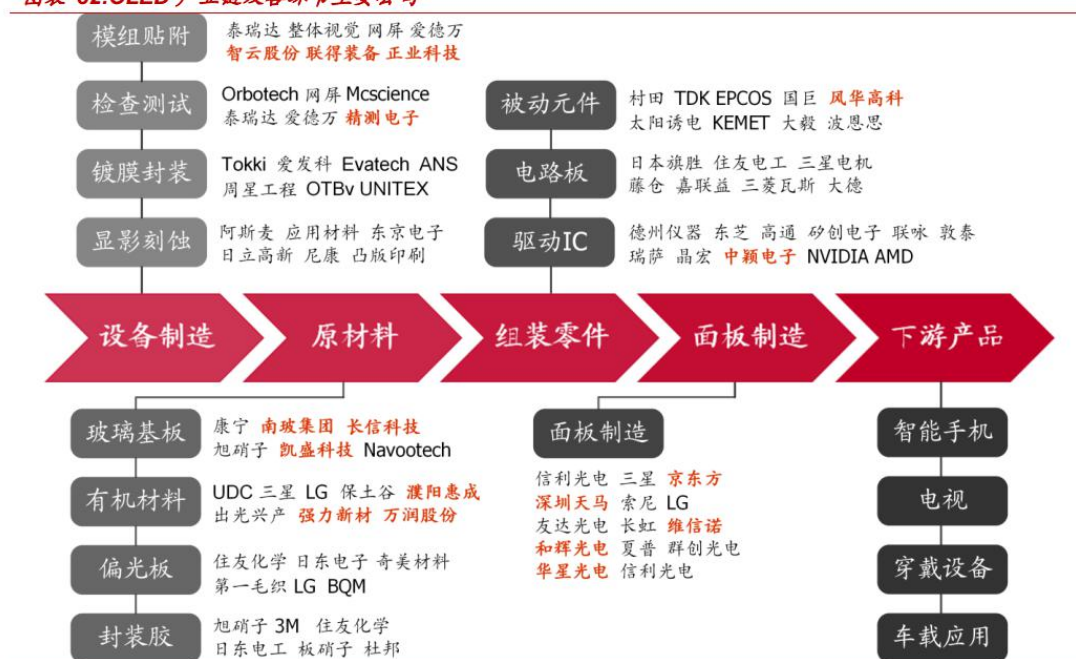 图表 62:OLED 产业链及各环节主要公司
模组贴附
泰瑞达 整体视觉 网屏 爱德万
智云股份 联得装备 正业科技
检查测试
Orbotech 网屏 Mcscience
泰瑞达 爱德万 精测电子
镀膜封装
Tokki 爱发科 Evatech ANS
周星工程 OTBv UNITEX
显影刻蚀
阿斯麦 应用材料 东京电子
日立高新 尼康 凸版印刷
被动元件
村田 TDK EPCOS 国巨 风华高科
太阳诱电 KEMET 大毅 波恩思
电路板
日本旗胜 住友电工 三星电机
藤仓 嘉联益 三菱瓦斯 大德
驱动IC
德州仪器 东芝 高通 矽创电子 联咏 敦泰
瑞萨 晶宏 中颖电子 NVIDIA AMD
设备制造
原材料
组装零件
面板制造
下游产品
玻璃基板
康宁 南玻集团 长信科技
旭硝子 凯盛科技 Navootech
有机材料
UDC 三星 LG 保土谷 濮阳惠成
出光兴产 强力新材 万润股份
偏光板
住友化学 日东电子 奇美材料
第一毛织 LG BQM
封装胶
旭硝子 3M 住友化学
日东电工 板硝子 杜邦
面板制造
信利光电 三星 京东方
深圳天马 索尼 LG
友达光电 长虹 维信诺
和辉光电 夏普 群创光电
华星光电 信利光电
智能手机
电视
穿戴设备
车载应用